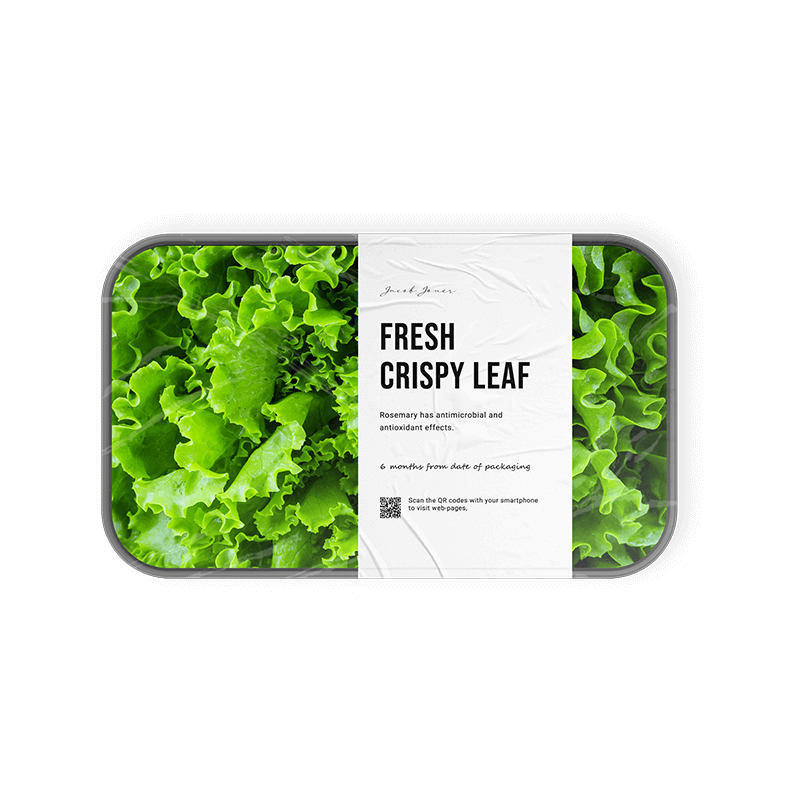 Jacob Jones
FRESH
CRISPY LEAF
Rosemary has antimicrobial and
antioxidant effects.
6 months from date of packaging
Scan the QR codes with your smartphone
to visit web-pages,